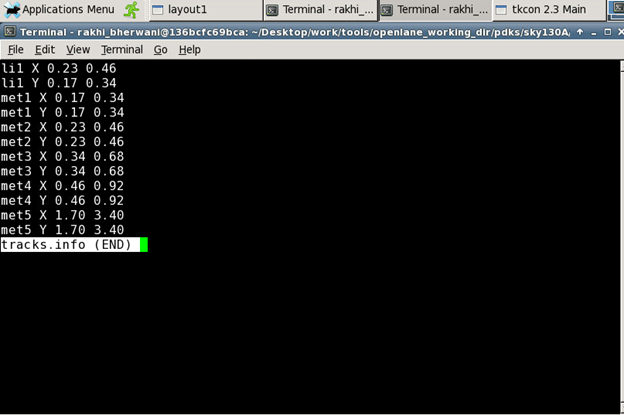 Applications Menu layout1 Terminal - rakhi_... Terminal - rakhi_... tkcon 2.3 Main
Terminal - rakhi_bherwani@136bcfc69bca: ~/Desktop/work/tools/openlane_working_dir/pdks/sky130A
File Edit View Terminal Go Help
li1 X 0.23 0.46
li1 Y 0.17 0.34
met1 X 0.17 0.34
met1 Y 0.17 0.34
met2 X 0.23 0.46
met2 Y 0.23 0.46
met3 X 0.34 0.68
met3 Y 0.34 0.68
met4 X 0.46 0.92
met4 Y 0.46 0.92
met5 X 1.70 3.40
met5 Y 1.70 3.40
tracks.info (END)